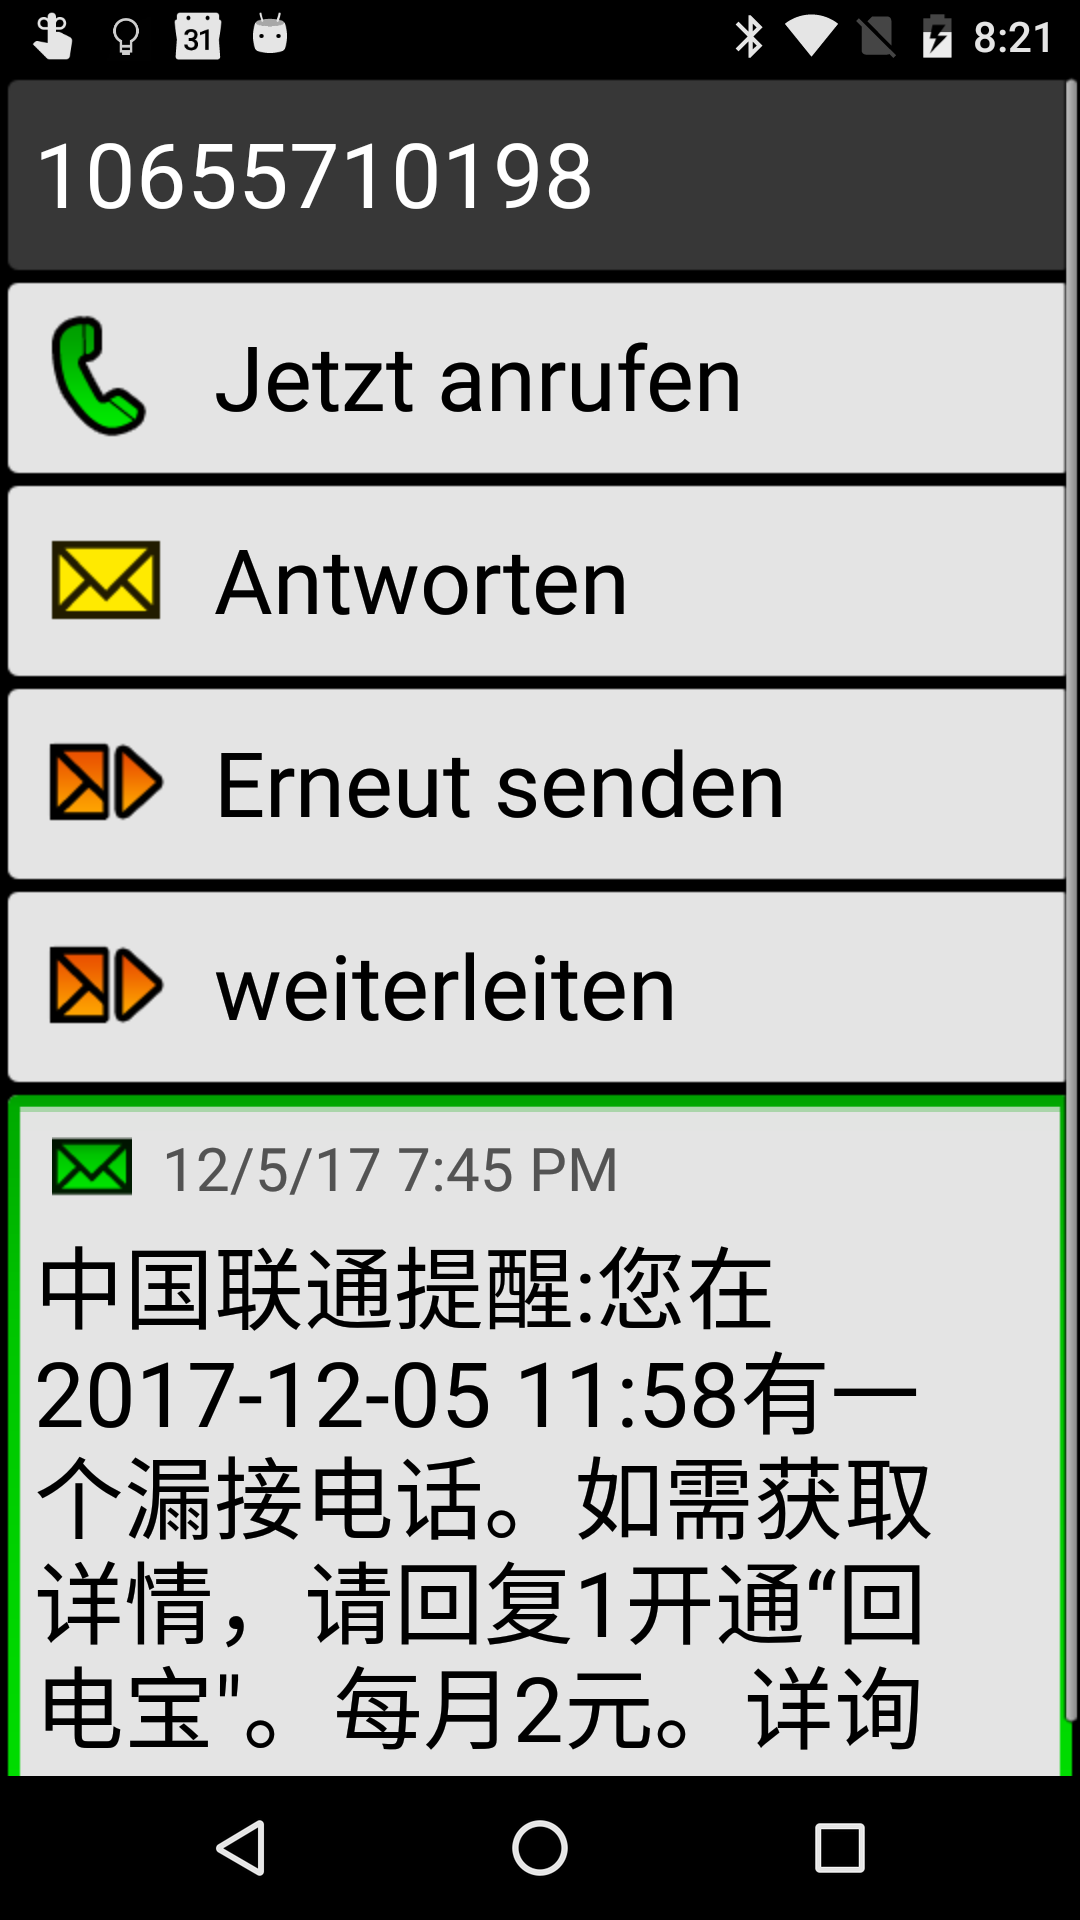 31
8:21
10655710198
Jetzt anrufen
Antworten
Erneut senden
weiterleiten
12/5/17 7:45 PM
中国联通提醒:您在
2017-12-05 11:58有一
个漏接电话。如需获取
详情，请回复1开通“回
电宝"。每月2元。详询